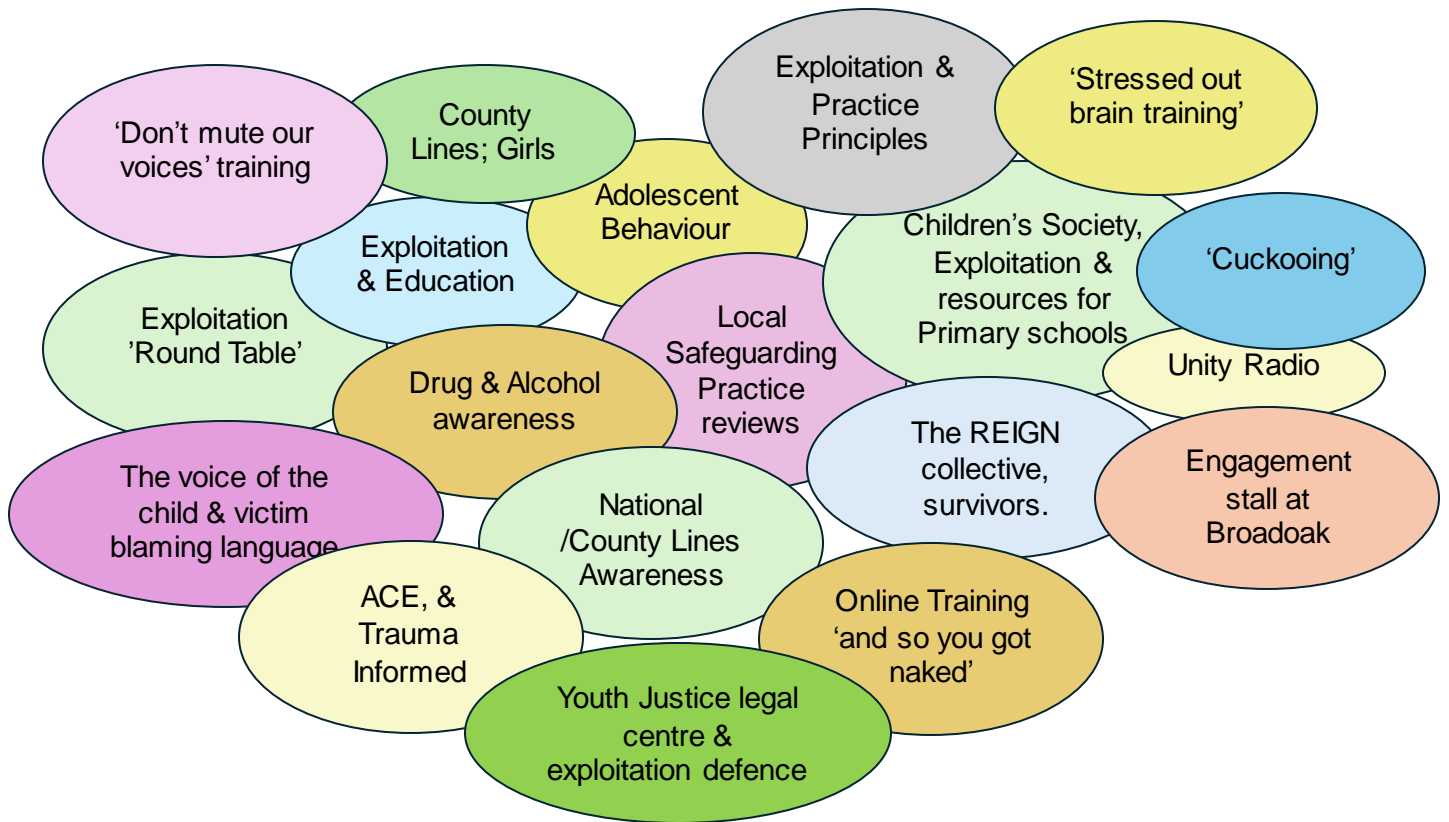 ‘Don’t mute our
voices’ training
County
Lines; Girls
Adolescent
Behaviour
Exploitation &
Practice
Principles
‘Stressed out
brain training’
Exploitation
& Education
Children’s Society,
Exploitation &
resources for
Primary schools
‘Cuckooing’
Exploitation
’Round Table’
Drug & Alcohol
awareness
Local
Safeguarding
Practice
reviews
Unity Radio
The voice of the
child & victim
blaming language
National
/County Lines
Awareness
The REIGN
collective,
survivors.
Engagement
stall at
Broadoak
ACE, &
Trauma
Informed
Online Training
‘and so you got
naked’
Youth Justice legal
centre &
exploitation defence